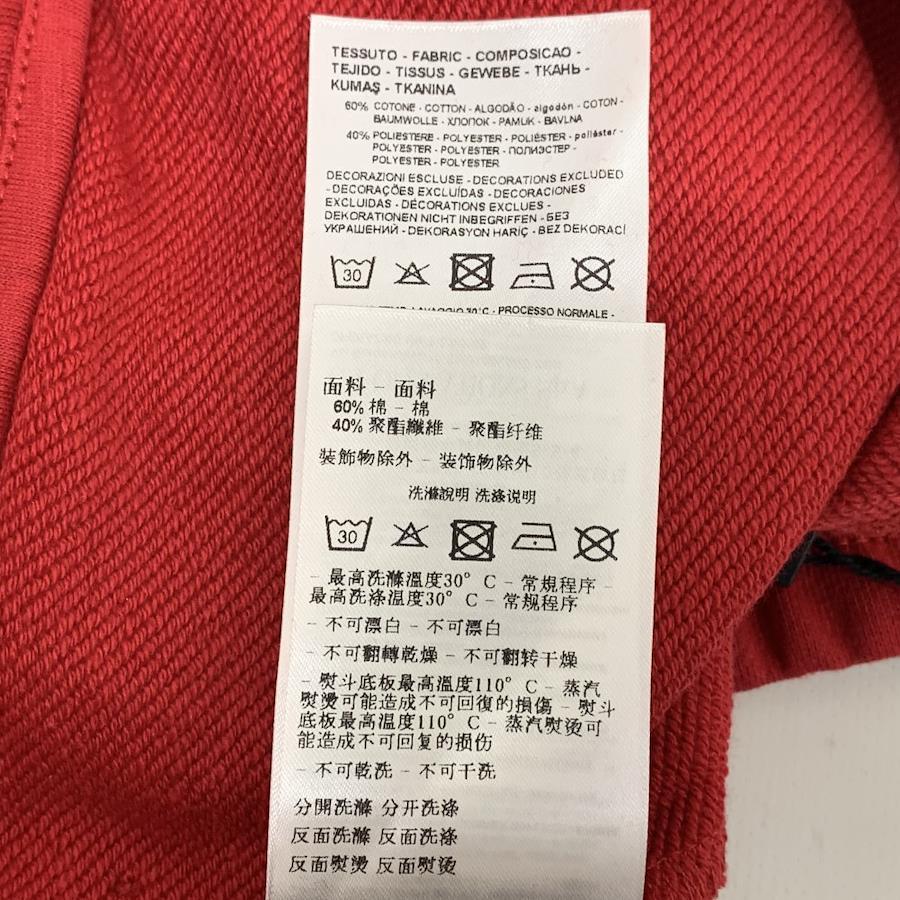 TESSUTO - FABRIC - COMPOSICAO -
TEJIDO - TISSUS - GEWEBE - ТКАНЬ -
KUMAŞ - TKANINA
60% COTONE - COTTON - ALGODÃO - algodón - COTON -
BAUMWOLLE - ХЛОПОК - PAMUK - BAVLNA
40% POLIESTERE - POLYESTER - POLIÉSTER - poliéster -
POLYESTER - POLYESTER - ПОЛИЭСТЕР -
POLYESTER - POLYESTER
DECORAZIONI ESCLUSE - DECORATIONS EXCLUDED
- DECORAÇÕES EXCLUÍDAS - DECORACIONES
EXCLUIDAS - DÉCORATIONS EXCLUES -
DEKORATIONEN NICHT INBEGRIFFEN - БЕЗ
УКРАШЕНИЙ - DEKORASYON HARİÇ - BEZ DEKORACÍ
30
LAVAGGIO 30°C - PROCESSO NORMALE -
面料 - 面料
60% 棉 - 棉
40% 聚酯纖維 - 聚酯纤维
裝飾物除外 - 装饰物除外
洗滌說明 洗涤说明
30
- 最高洗滌溫度30° C - 常規程序 -
最高洗涤温度30° C - 常规程序
- 不可漂白 - 不可漂白
- 不可翻轉乾燥 - 不可翻转干燥
- 熨斗底板最高溫度110° C - 蒸汽
熨燙可能造成不可回復的損傷 - 熨斗
底板最高温度110° C - 蒸汽熨烫可
能造成不可回复的损伤
- 不可乾洗 - 不可干洗
分開洗滌 分开洗涤
反面洗滌 反面洗涤
反面熨燙 反面熨烫